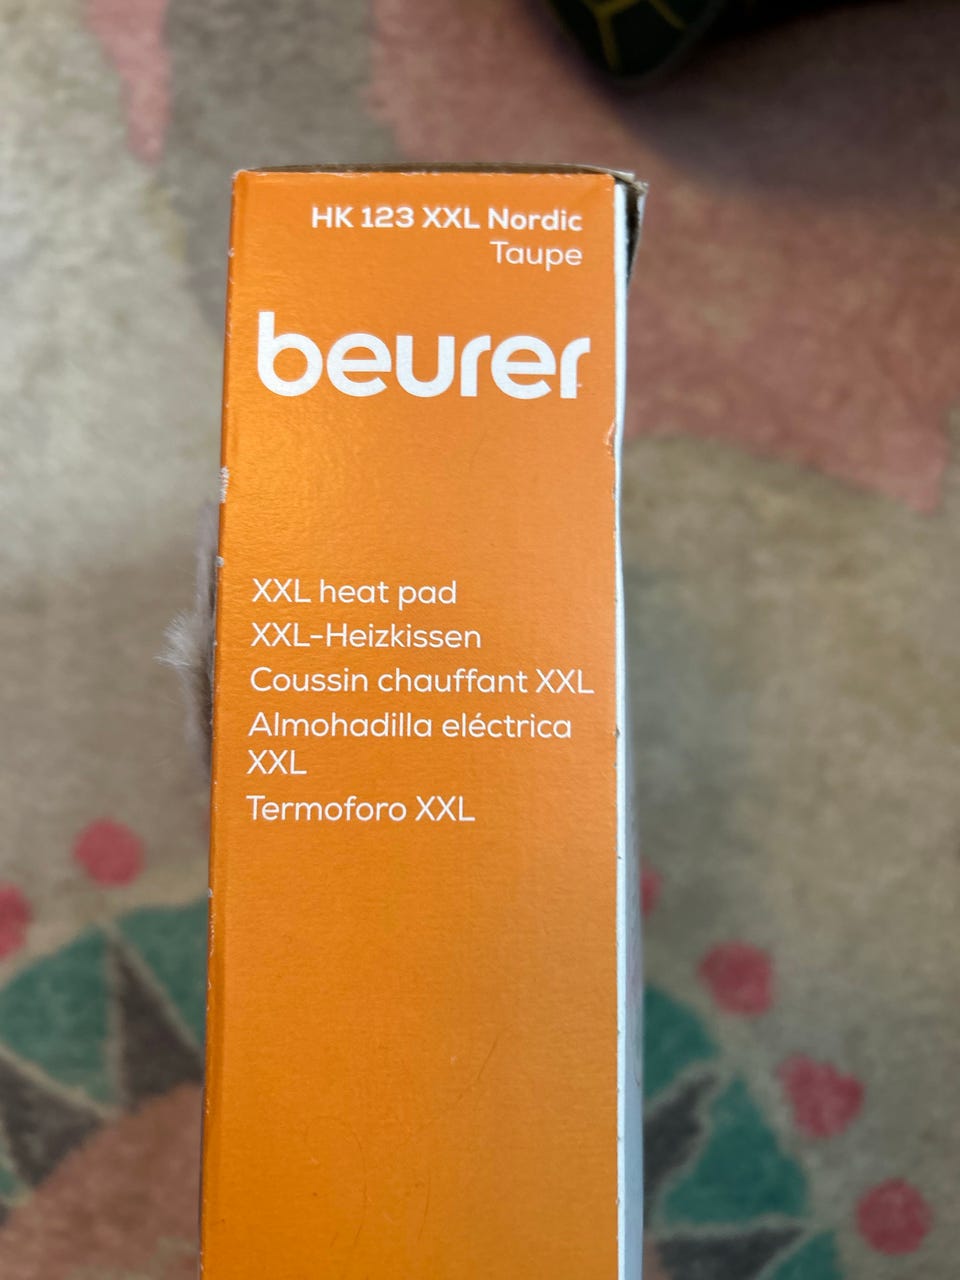 HK 123 XXL Nordic
Taupe
beurer
XXL heat pad
XXL-Heizkissen
Coussin chauffant XXL
Almohadilla eléctrica
XXL
Termoforo XXL